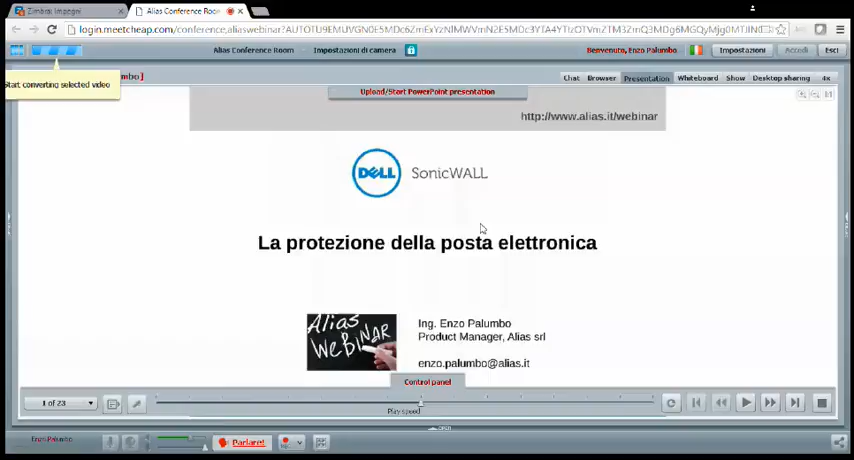 Zimbra: Impegni
Alias Conference Room
login.meetcheap.com/conference,aliaswebinar?
Alias Conference Room
Impostazioni di camera
Benvenuto, Enzo Palumbo
Impostazioni
Accedi
Esci
Start converting selected video
Chat
Browser
Presentation
Whiteboard
Show
Desktop sharing
4x
Upload/Start PowerPoint presentation
http://www.alias.it/webinar
DELL SonicWALL
La protezione della posta elettronica
Alias
WeBiNAR
Ing. Enzo Palumbo
Product Manager, Alias srl
enzo.palumbo@alias.it
Control panel
1 of 23
Play speed
OPEN
Enzo Palumbo
Parlare!